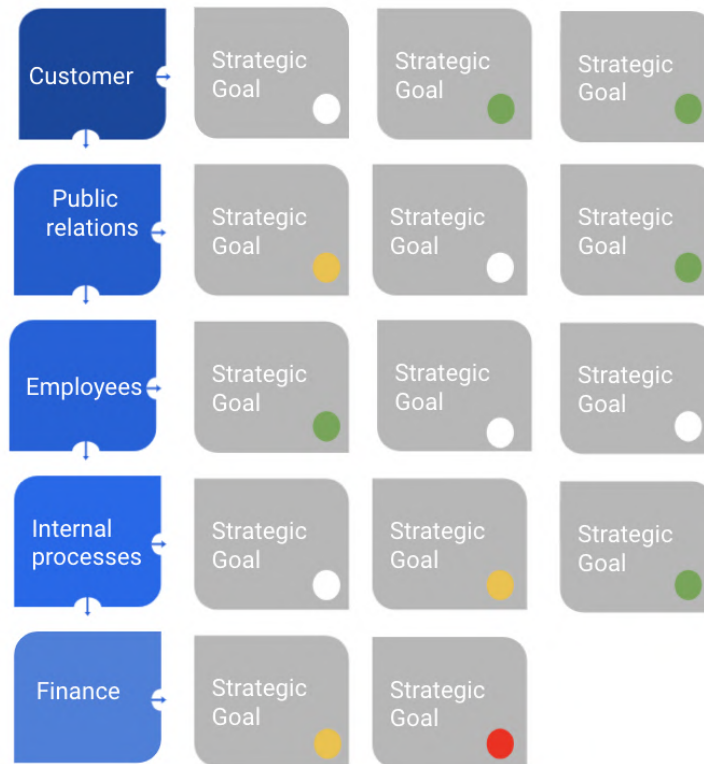 Customer
Strategic
Goal
Strategic
Goal
Strategic
Goal
Public
relations
Strategic
Goal
Strategic
Goal
Strategic
Goal
Employees
Strategic
Goal
Strategic
Goal
Strategic
Goal
Internal
processes
Strategic
Goal
Strategic
Goal
Strategic
Goal
Finance
Strategic
Goal
Strategic
Goal